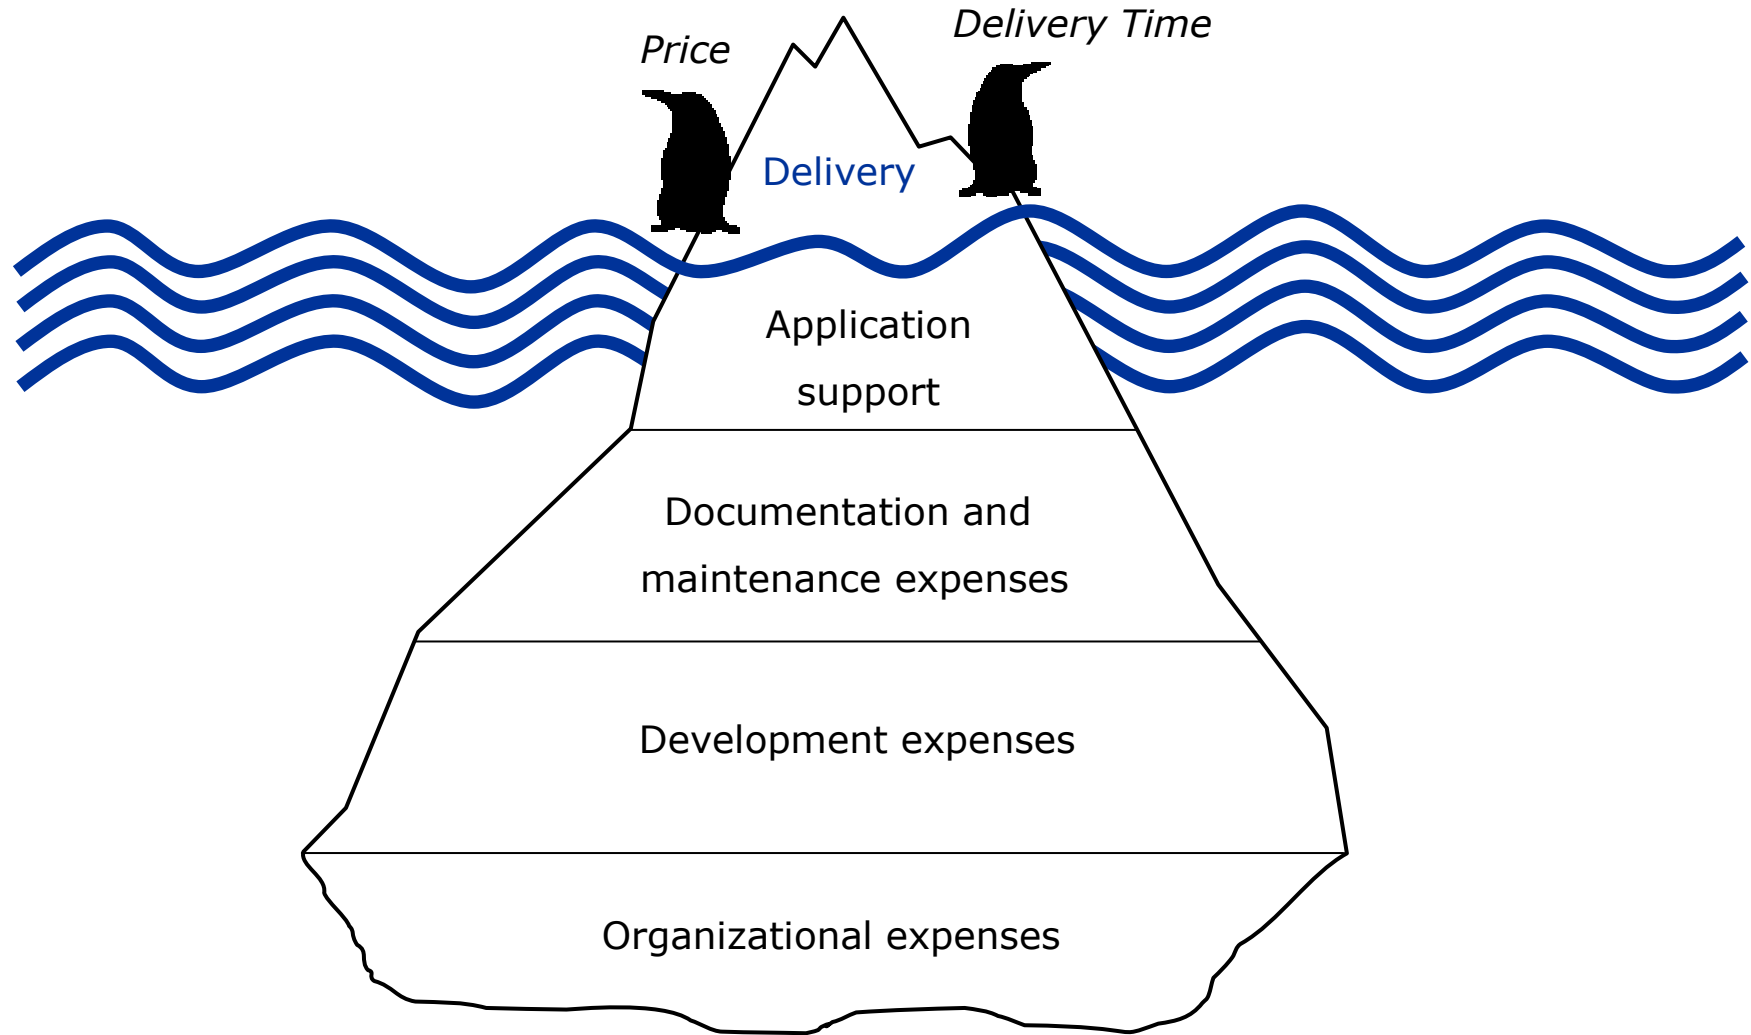 Price
Delivery Time
Delivery
Application
support
Documentation and
maintenance expenses
Development expenses
Organizational expenses